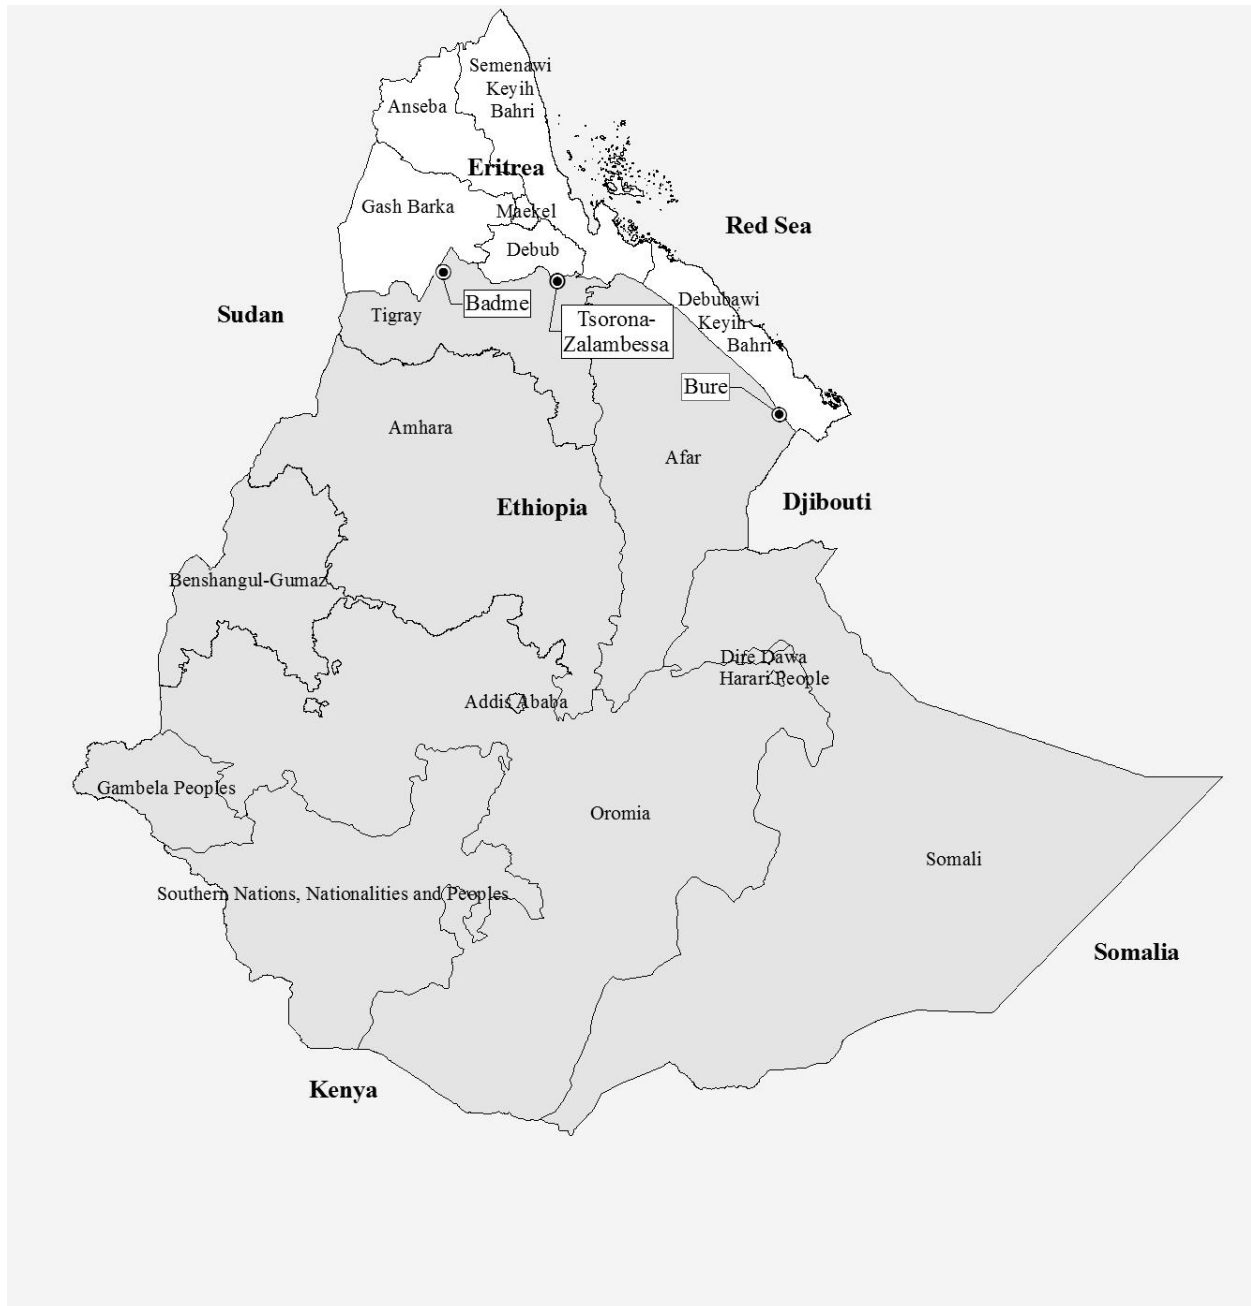 Semenawi
Keyih
Bahri
Anseba
Eritrea
Gash Barka
Maekel
Red Sea
Debub
Badme
Debubawi
Keyih
Bahri
Sudan
Tigray
Tsorona-
Zalambessa
Bure
Amhara
Afar
Ethiopia
Djibouti
Benshangul-Gumaz
Dire Dawa
Harari People
Addis Ababa
Gambela Peoples
Oromia
Somali
Southern Nations, Nationalities and Peoples
Somalia
Kenya